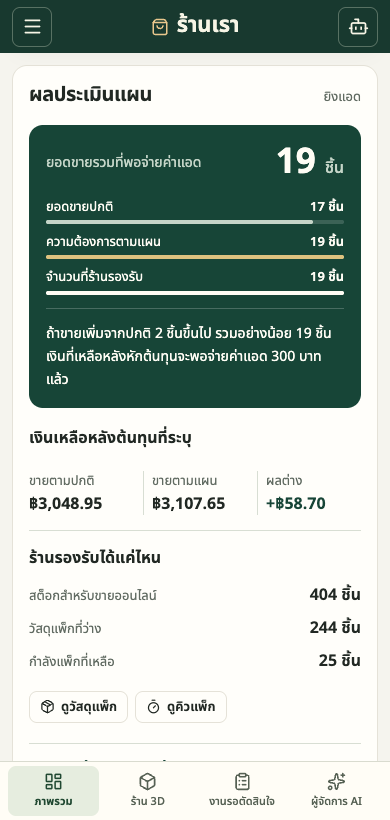 ร้านเรา
ผลประเมินแผน
ยิงแอด
ยอดขายรวมที่พอจ่ายค่าแอด
19 ชิ้น
ยอดขายปกติ
17 ชิ้น
ความต้องการตามแผน
19 ชิ้น
จำนวนที่ร้านรองรับ
19 ชิ้น
ถ้าขายเพิ่มจากปกติ 2 ชิ้นขึ้นไป รวมอย่างน้อย 19 ชิ้น
เงินที่เหลือหลังหักต้นทุนจะพอจ่ายค่าแอด 300 บาท
แล้ว
เงินเหลือหลังต้นทุนที่ระบุ
ขายตามปกติ
฿3,048.95
ขายตามแผน
฿3,107.65
ผลต่าง
+฿58.70
ร้านรองรับได้แค่ไหน
สต็อกสำหรับขายออนไลน์
404 ชิ้น
วัสดุแพ็กที่ว่าง
244 ชิ้น
กำลังแพ็กที่เหลือ
25 ชิ้น
ดูวัสดุแพ็ก
ดูคิวแพ็ก
ภาพรวม
ร้าน 3D
งานรอตัดสินใจ
ผู้จัดการ AI